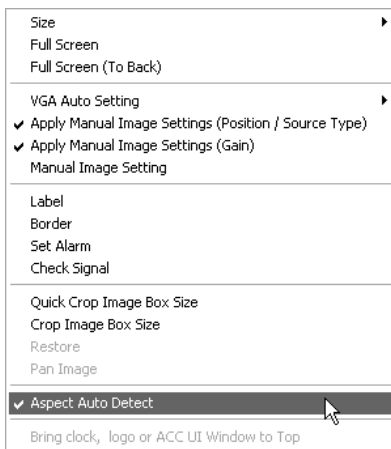 Size
Full Screen
Full Screen (To Back)
VGA Auto Setting
Apply Manual Image Settings (Position / Source Type)
Apply Manual Image Settings (Gain)
Manual Image Setting
Label
Border
Set Alarm
Check Signal
Quick Crop Image Box Size
Crop Image Box Size
Restore
Pan Image
Aspect Auto Detect
Bring clock, logo or ACC UI Window to Top